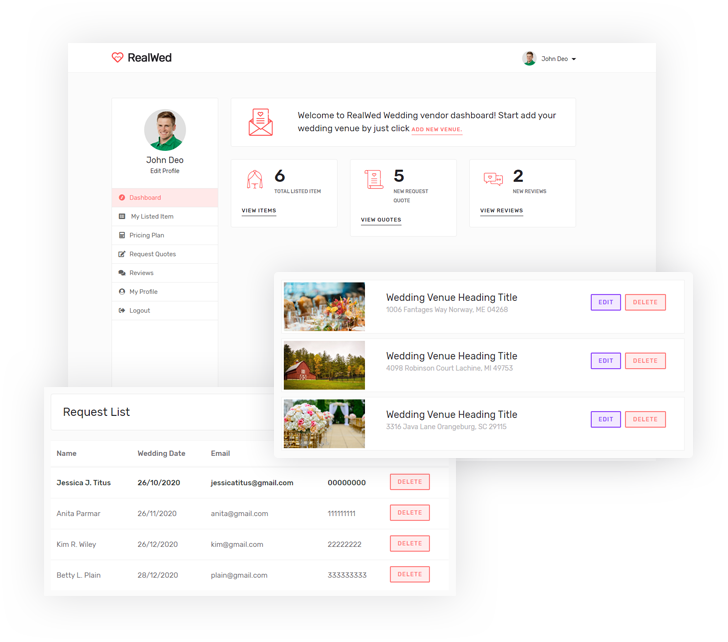 RealWed
John Deo
John Deo
Edit Profile
Dashboard
My Listed Item
Pricing Plan
Request Quotes
Reviews
My Profile
Logout
Welcome to RealWed Wedding vendor dashboard! Start add your
wedding venue by just click ADD NEW VENUE.
6
TOTAL LISTED ITEM
VIEW ITEMS
5
NEW REQUEST
QUOTE
VIEW QUOTES
2
NEW REVIEWS
VIEW REVIEWS
Wedding Venue Heading Title
1006 Fantages Way Norway, ME 04268
EDIT DELETE
Wedding Venue Heading Title
4098 Robinson Court Lachine, MI 49753
EDIT DELETE
Wedding Venue Heading Title
3316 Java Lane Orangeburg, SC 29115
EDIT DELETE
Request List
Name Wedding Date Email
Jessica J. Titus 26/10/2020 jessicatitus@gmail.com 00000000 DELETE
Anita Parmar 26/11/2020 anita@gmail.com 111111111 DELETE
Kim R. Wiley 26/12/2020 kim@gmail.com 22222222 DELETE
Betty L. Plain 28/12/2020 plain@gmail.com 333333333 DELETE